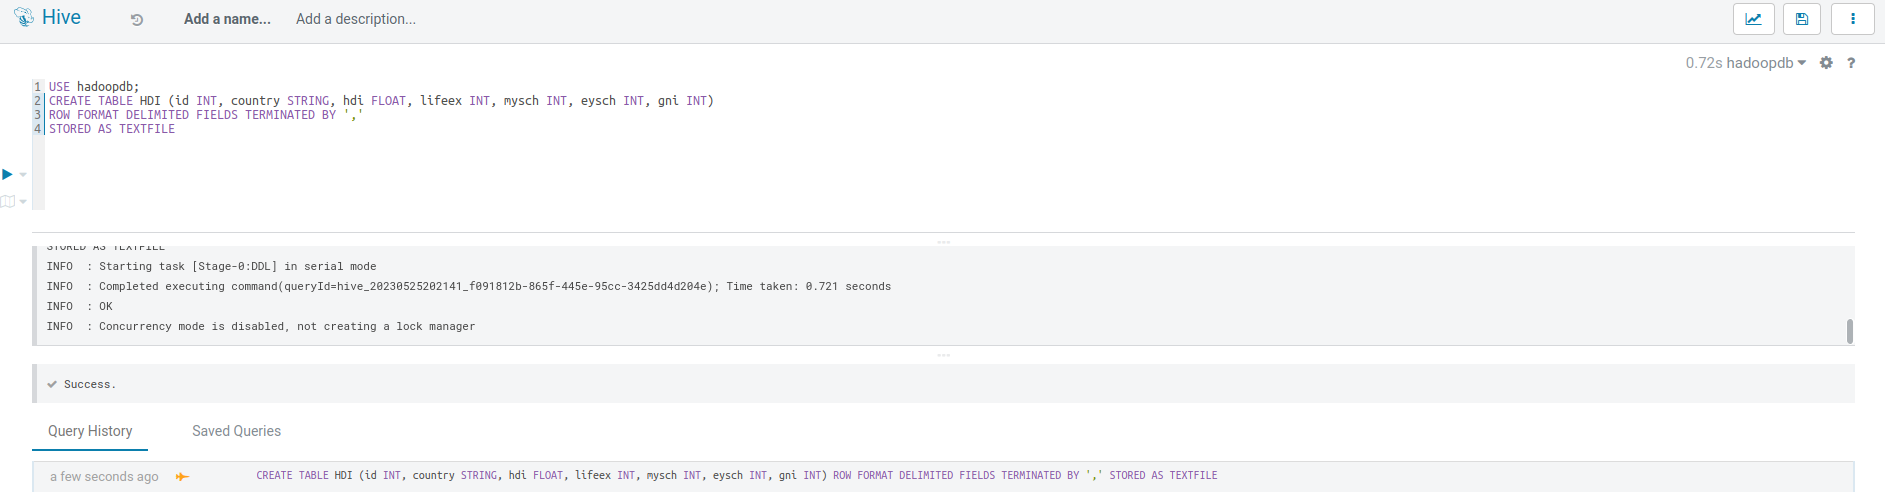 Hive Add a name... Add a description...
0.72s hadoopdb ?
1 USE hadoopdb;
2 CREATE TABLE HDI (id INT, country STRING, hdi FLOAT, lifeex INT, mysch INT, eysch INT, gni INT)
3 ROW FORMAT DELIMITED FIELDS TERMINATED BY ','
4 STORED AS TEXTFILE
STORED AS TEXTFILE
INFO : Starting task [Stage-0:DDL] in serial mode
INFO : Completed executing command(queryId=hive_20230525202141_f091812b-865f-445e-95cc-3425dd4d204e); Time taken: 0.721 seconds
INFO : OK
INFO : Concurrency mode is disabled, not creating a lock manager
Success.
Query History Saved Queries
a few seconds ago CREATE TABLE HDI (id INT, country STRING, hdi FLOAT, lifeex INT, mysch INT, eysch INT, gni INT) ROW FORMAT DELIMITED FIELDS TERMINATED BY ',' STORED AS TEXTFILE